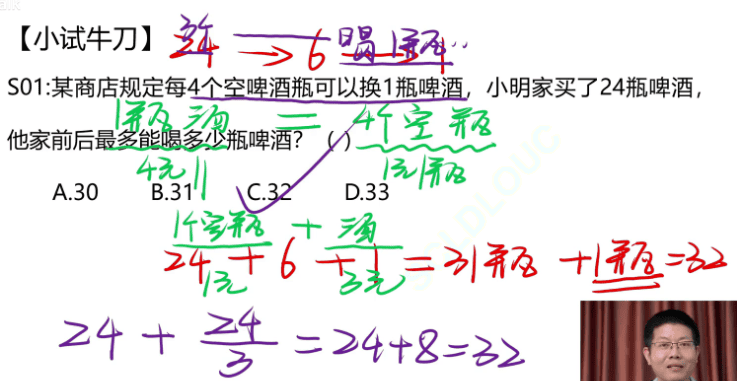 【小试牛刀】 24 → 6 → 1 喝1瓶..
S01:某商店规定每4个空啤酒瓶可以换1瓶啤酒，小明家买了24瓶啤酒，
1瓶酒 = 4个空瓶
他家前后最多能喝多少瓶啤酒？（ ）
4元 1元1瓶
A.30 B.31 C.32 D.33
1个空瓶 + 酒
24 + 6 + 1 = 31瓶 + 1瓶 = 32
1元 3元
24 + 24/3 = 24+8=32